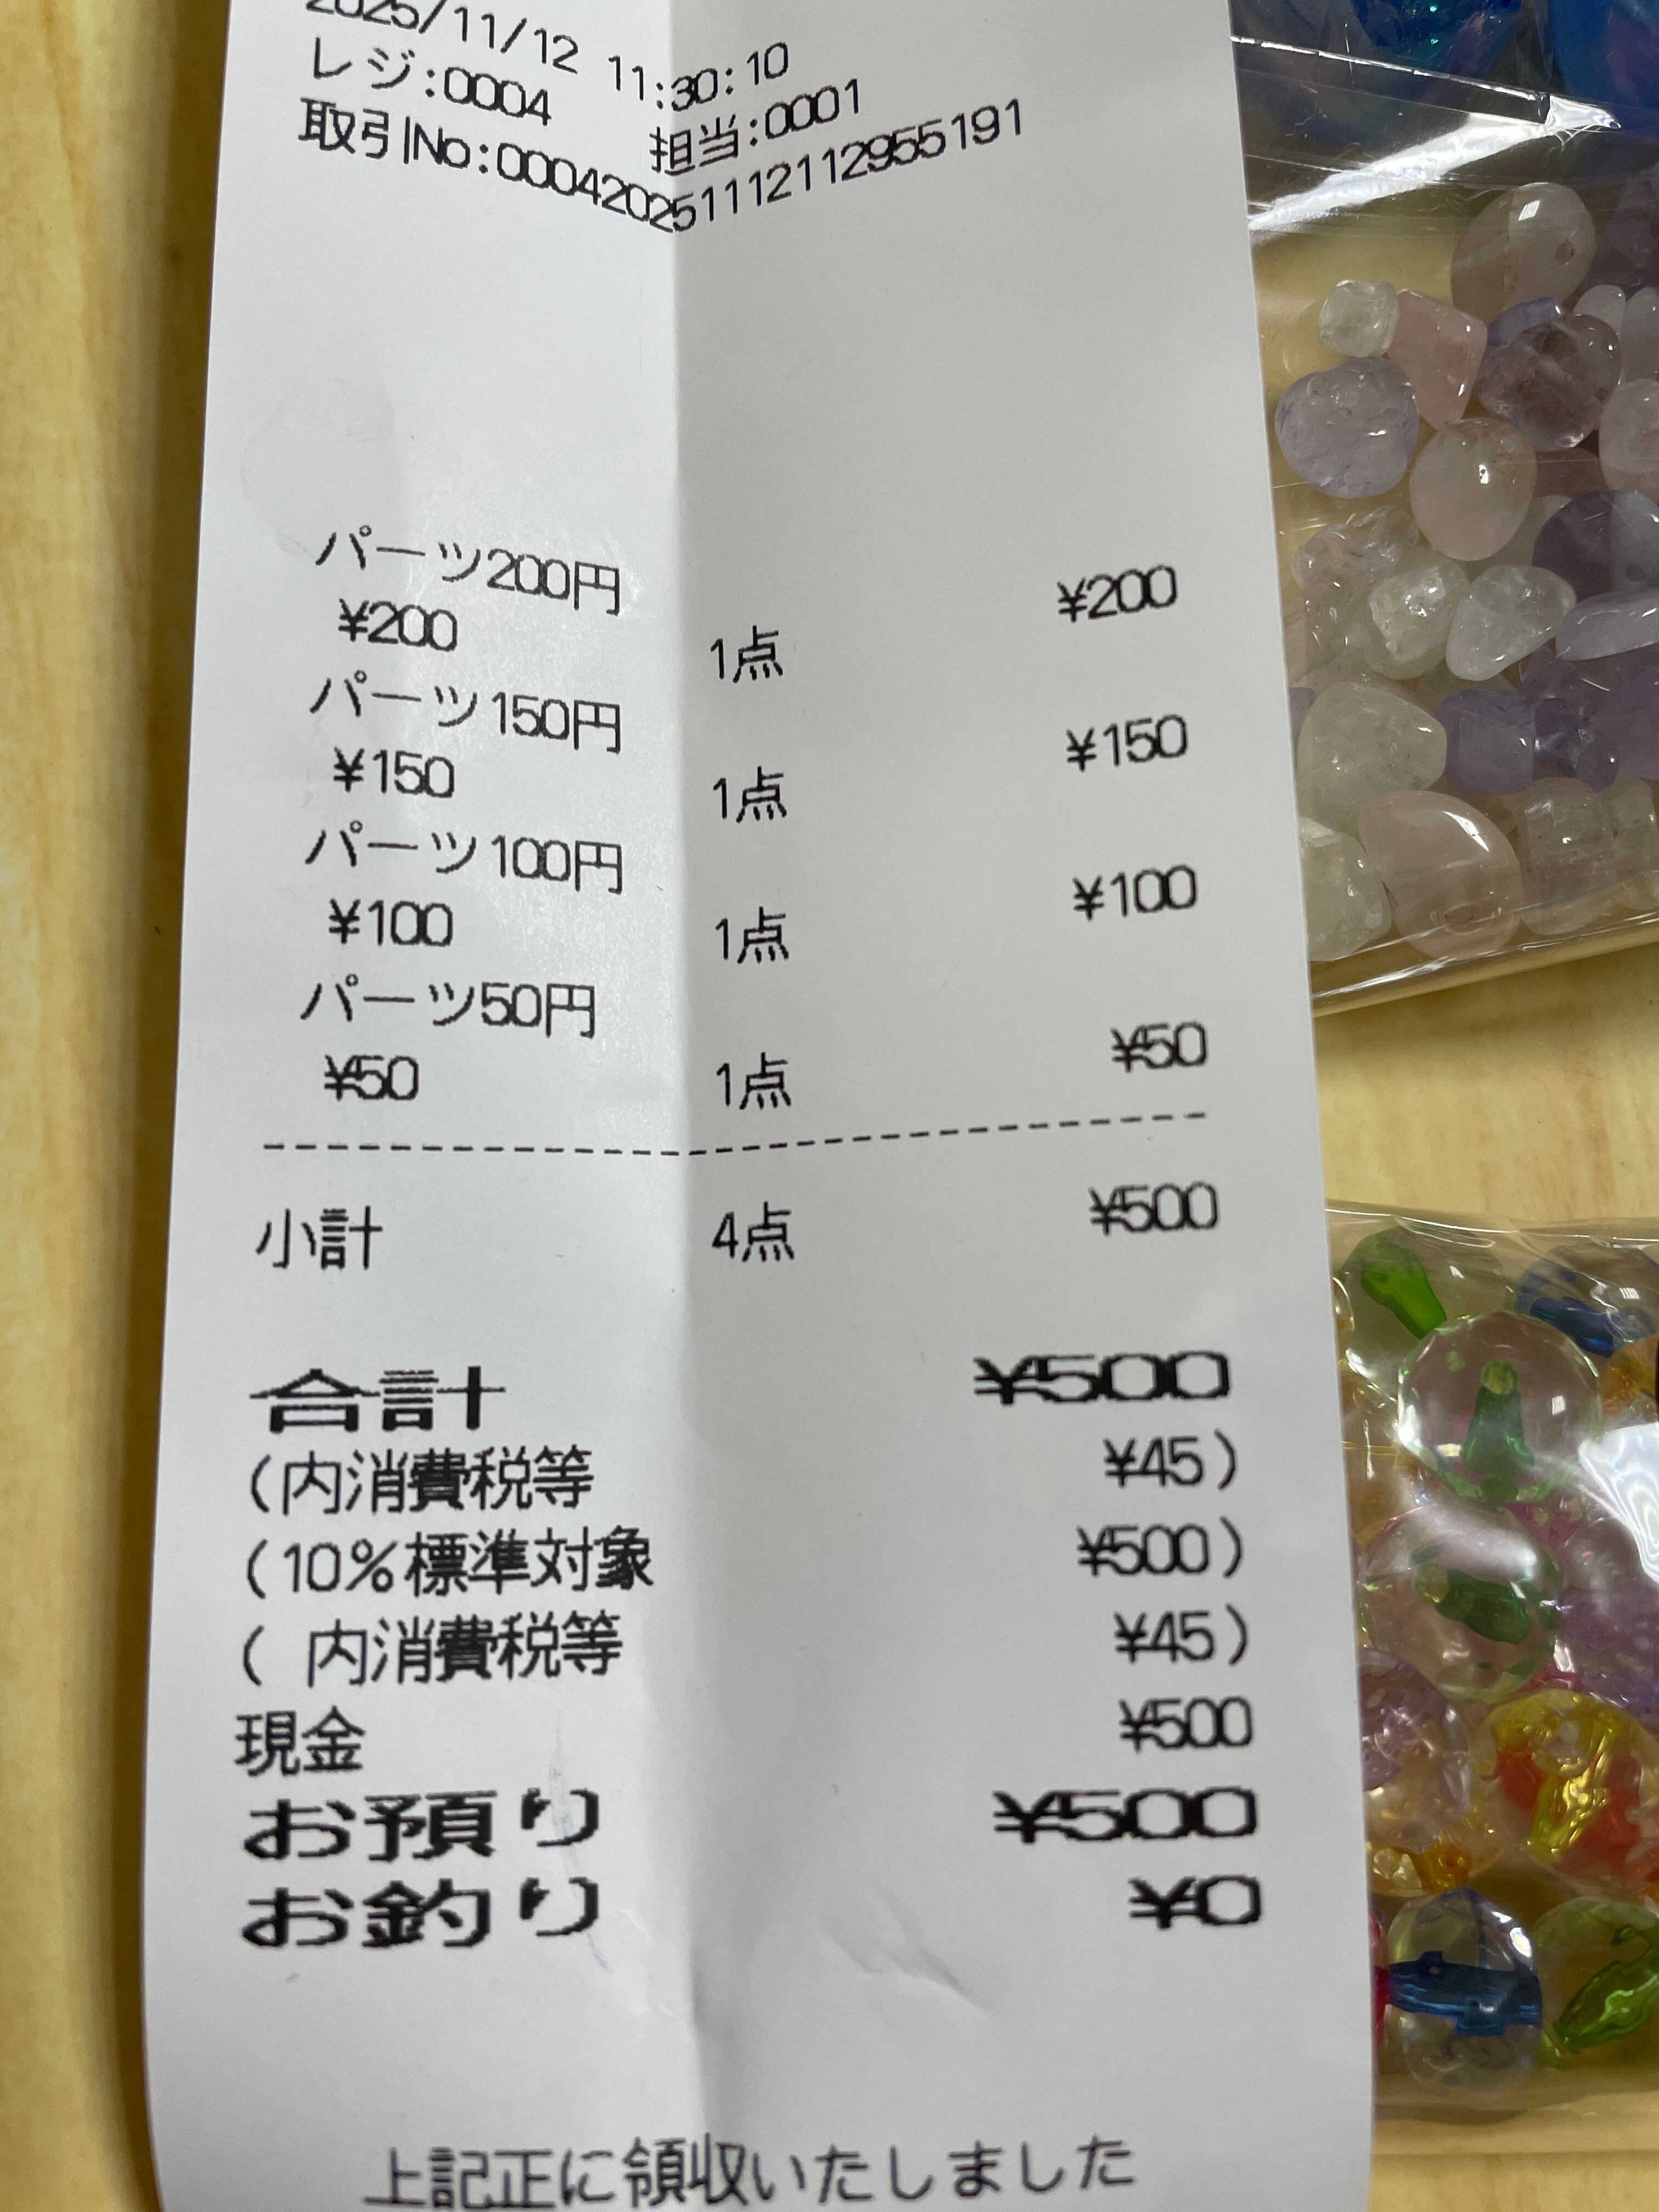 2025/11/12 11:30:10
レジ:0004 担当:0001
取引No:00042025111211295５191
パーツ200円 ¥200
¥200 1点
パーツ150円 ¥150
¥150 1点
パーツ100円 ¥100
¥100 1点
パーツ50円 ¥50
¥50 1点
小計 4点 ¥500
合計 ¥500
(内消費税等 ¥45)
(10%標準対象 ¥500)
( 内消費税等 ¥45)
現金 ¥500
お預り ¥500
お釣り ¥0
上記正に領収いたしました